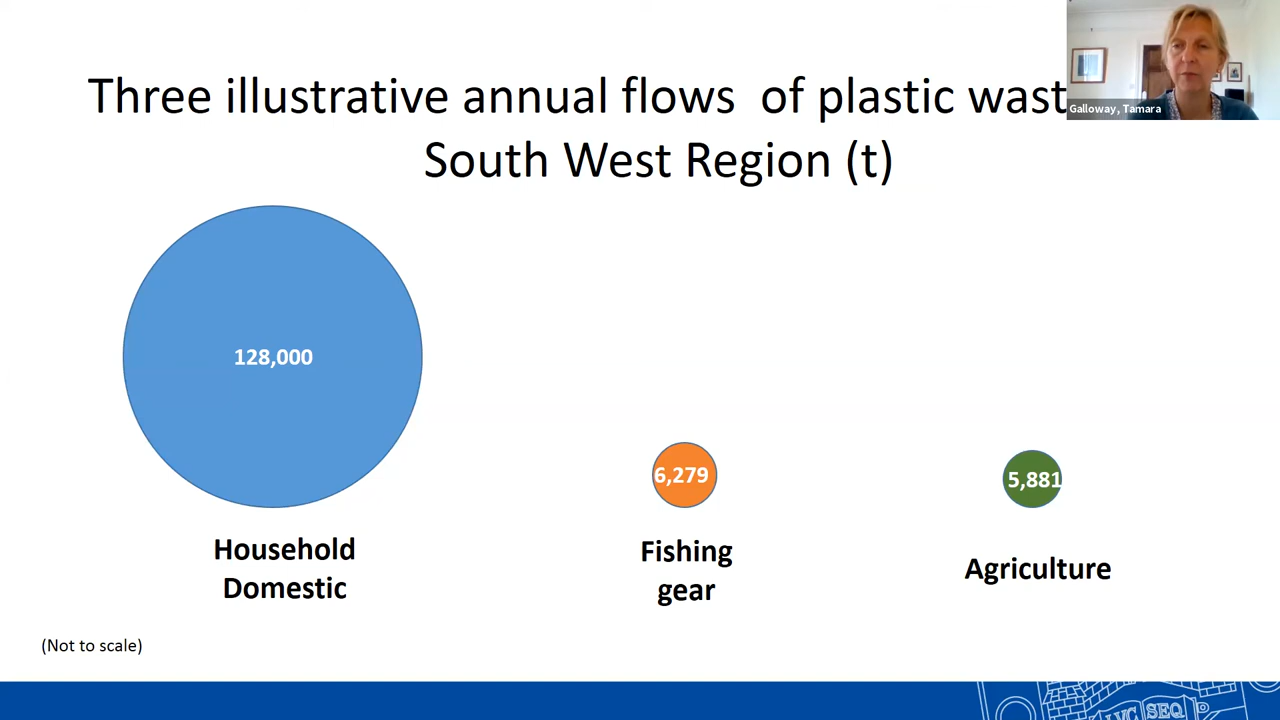 Three illustrative annual flows of plastic wast
South West Region (t)
Galloway, Tamara
128,000
6,279
5,881
Household
Domestic
Fishing
gear
Agriculture
(Not to scale)
SEQ